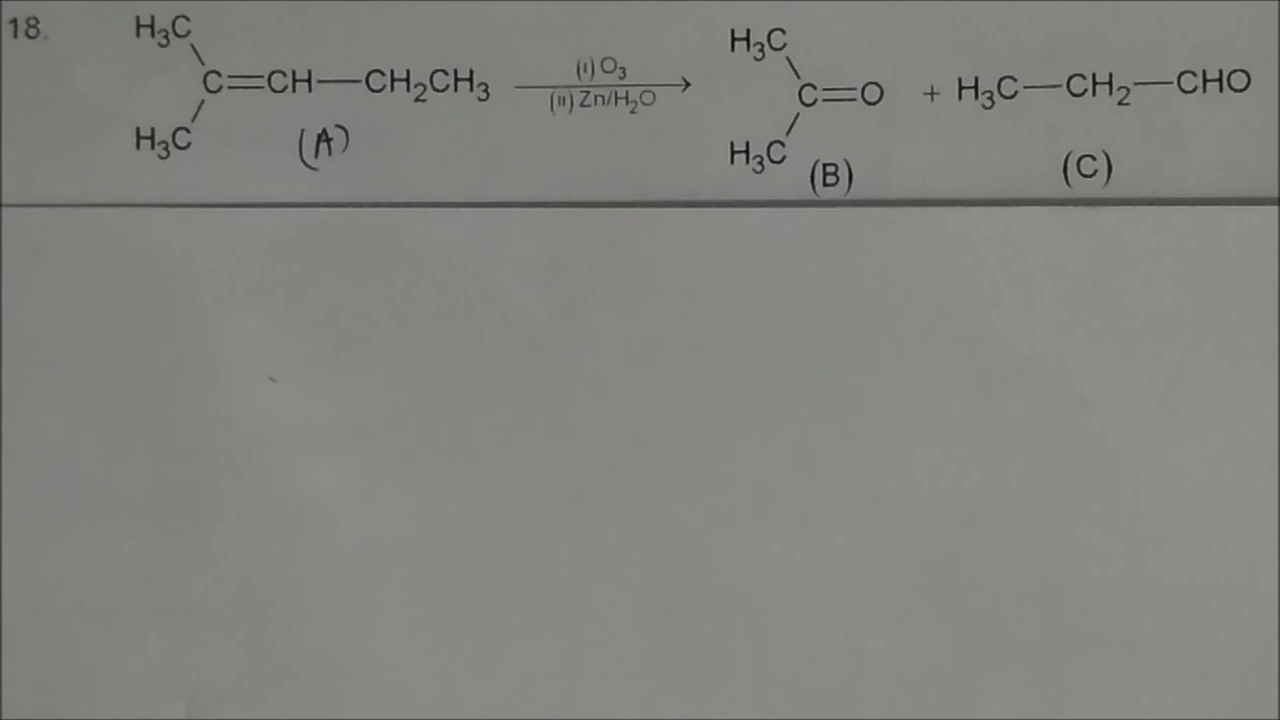 18.
H₃C
C=CH—CH₂CH₃
H₃C
(A)
(i) O₃
(ii) Zn/H₂O
H₃C
C=O
H₃C
(B)
+ H₃C—CH₂—CHO
(C)